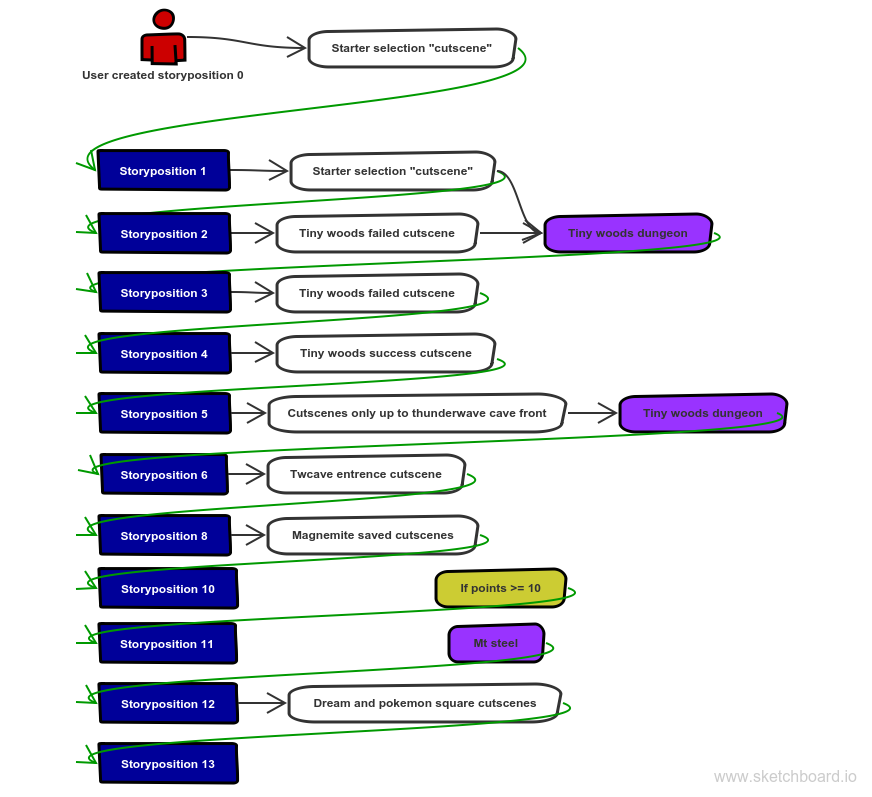 Starter selection "cutscene"
User created storyposition 0
Storyposition 1
Starter selection "cutscene"
Storyposition 2
Tiny woods failed cutscene
Tiny woods dungeon
Storyposition 3
Tiny woods failed cutscene
Storyposition 4
Tiny woods success cutscene
Storyposition 5
Cutscenes only up to thunderwave cave front
Tiny woods dungeon
Storyposition 6
Twcave entrence cutscene
Storyposition 8
Magnemite saved cutscenes
Storyposition 10
If points >= 10
Storyposition 11
Mt steel
Storyposition 12
Dream and pokemon square cutscenes
Storyposition 13
www.sketchboard.io